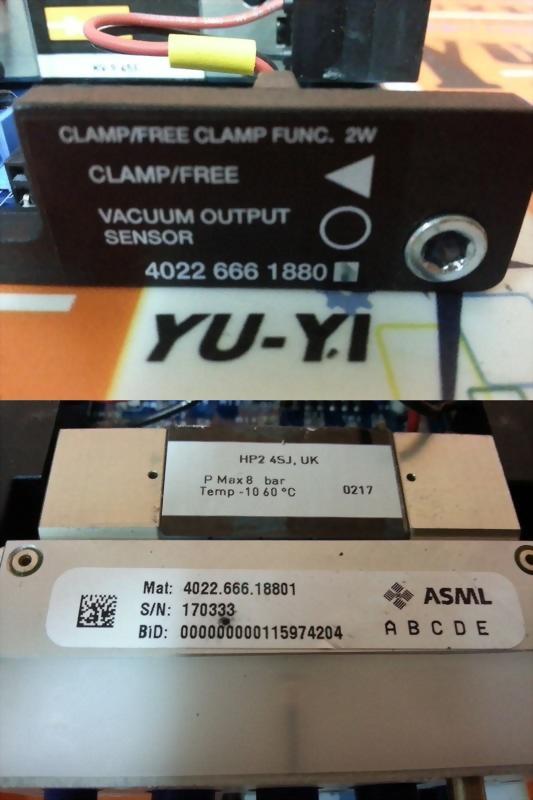 CLAMP/FREE CLAMP FUNC. 2W
CLAMP/FREE
VACUUM OUTPUT
SENSOR
4022 666 1880
YU-YI
HP2 4SJ, UK
P Max 8 bar
Temp -10 60 °C 0217
Mat: 4022.666.18801
S/N: 170333
BiD: 000000000115974204
ASML
A B C D E